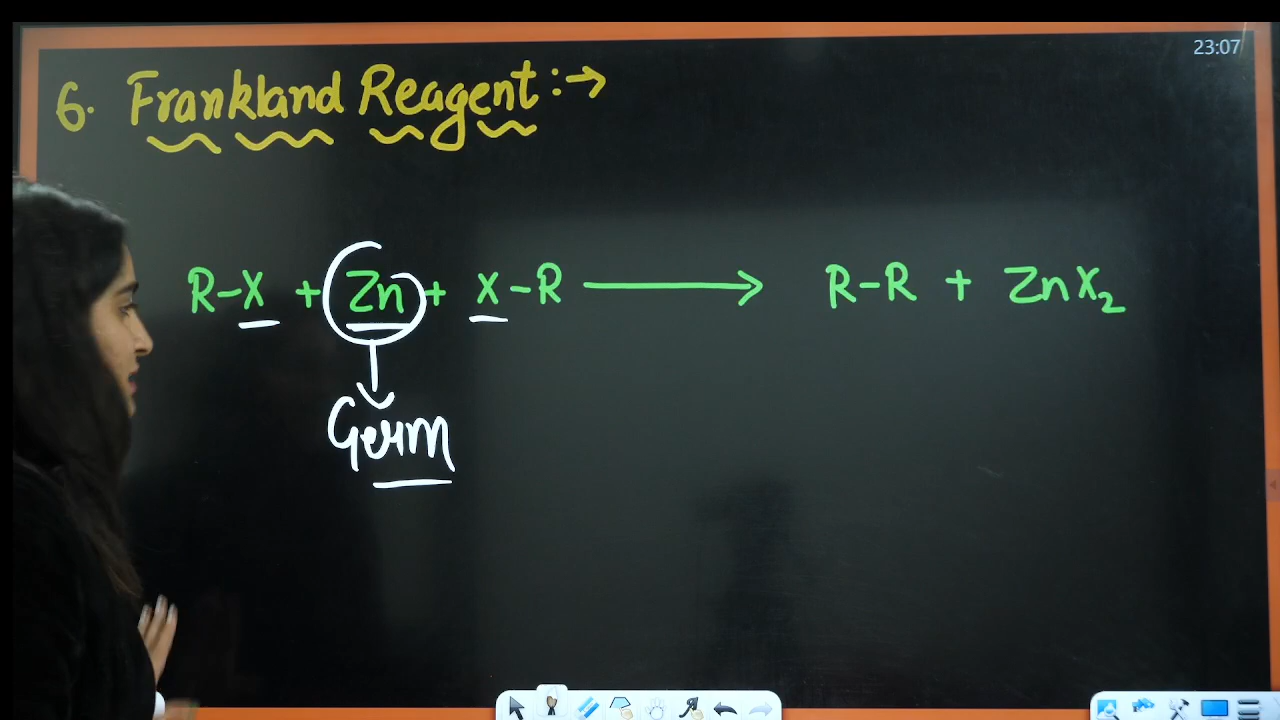 23:07
6. Frankland Reagent :→
R-X + Zn + X-R ⟶ R-R + ZnX₂
Germ